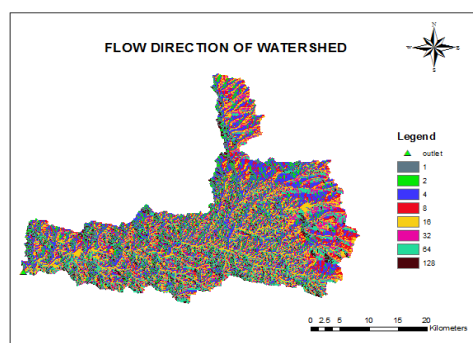 FLOW DIRECTION OF WATERSHED
N
W E
S
Legend
outlet
1
2
4
8
16
32
64
128
0 2.5 5 10 15 20
Kilometers